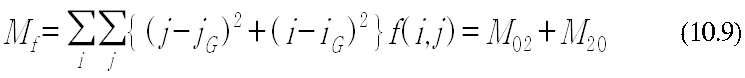 M_f = ∑_i ∑_j { (j−j_G)² + (i−i_G)² } f(i,j) = M_02 + M_20 (10.9)